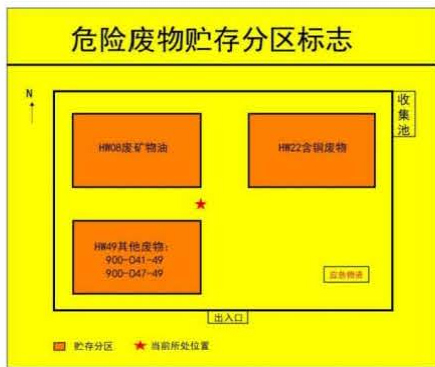 危险废物贮存分区标志
N
收集池
HW08废矿物油
HW22含铜废物
HW49其他废物：
900-041-49
900-047-49
应急物资
出入口
贮存分区
当前所处位置